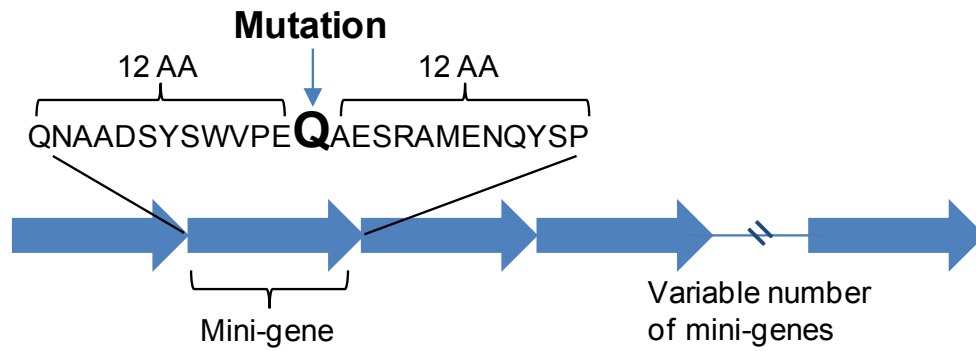 Mutation
12 AA
12 AA
QNAADSYSWVPEQAESRAMENQYSP
Mini-gene
Variable number
of mini-genes